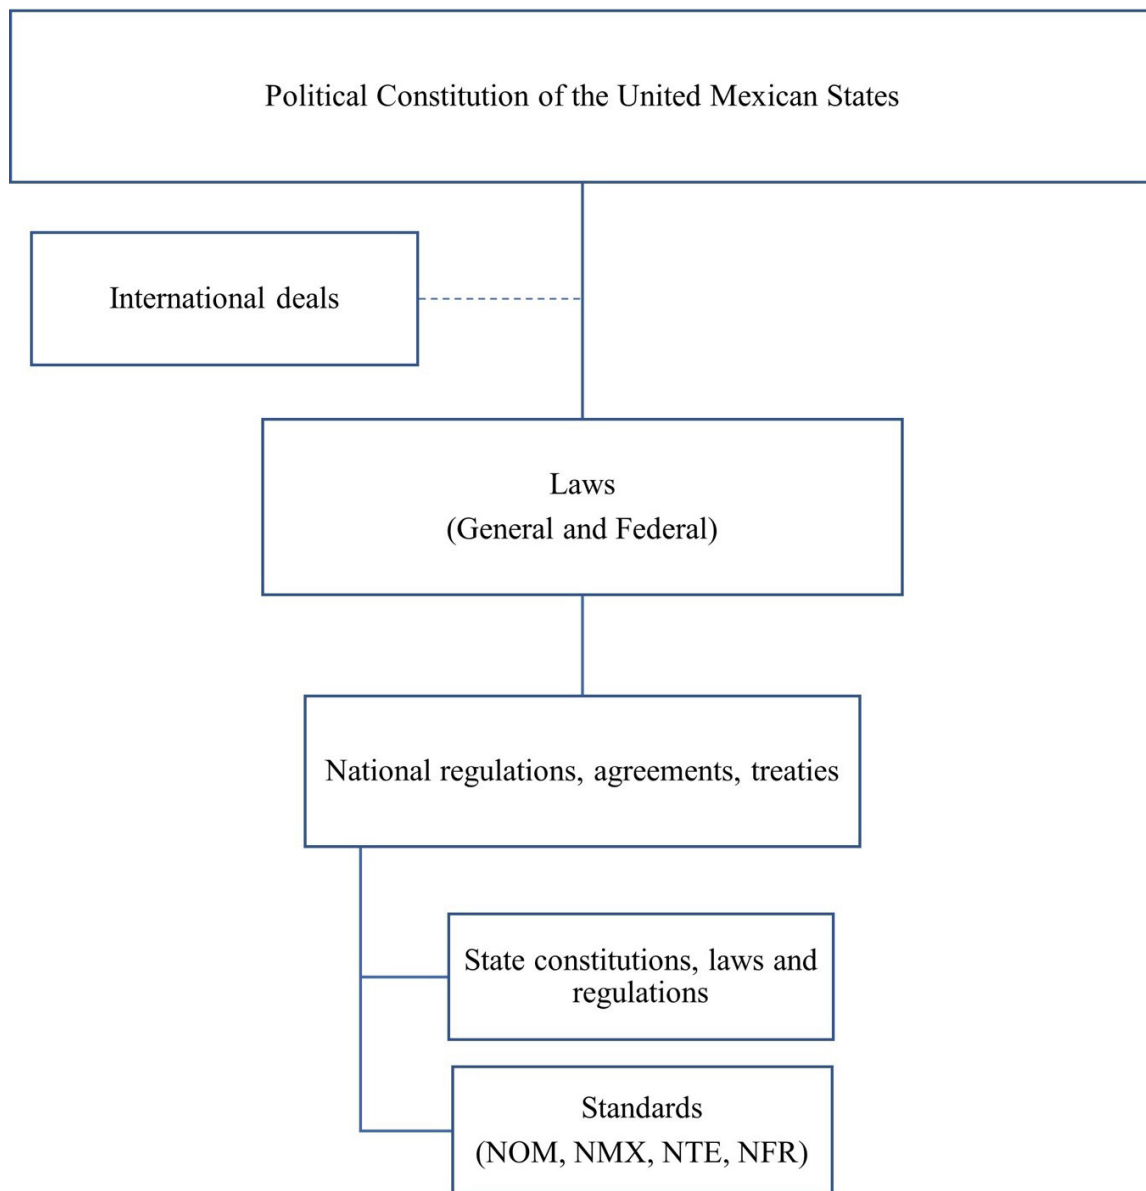 Political Constitution of the United Mexican States
International deals
Laws
(General and Federal)
National regulations, agreements, treaties
State constitutions, laws and
regulations
Standards
(NOM, NMX, NTE, NFR)